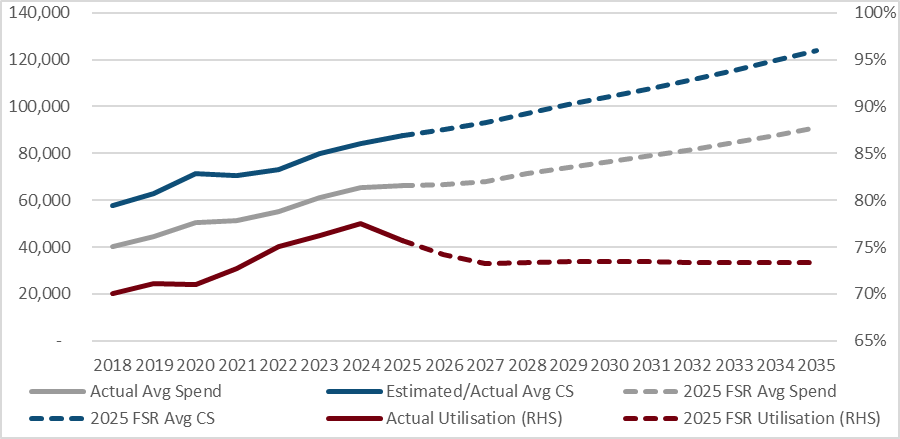 140,000 100%
120,000 95%
100,000 90%
80,000 85%
60,000 80%
40,000 75%
20,000 70%
- 65%
2018 2019 2020 2021 2022 2023 2024 2025 2026 2027 2028 2029 2030 2031 2032 2033 2034 2035
Actual Avg Spend Estimated/Actual Avg CS 2025 FSR Avg Spend
2025 FSR Avg CS Actual Utilisation (RHS) 2025 FSR Utilisation (RHS)